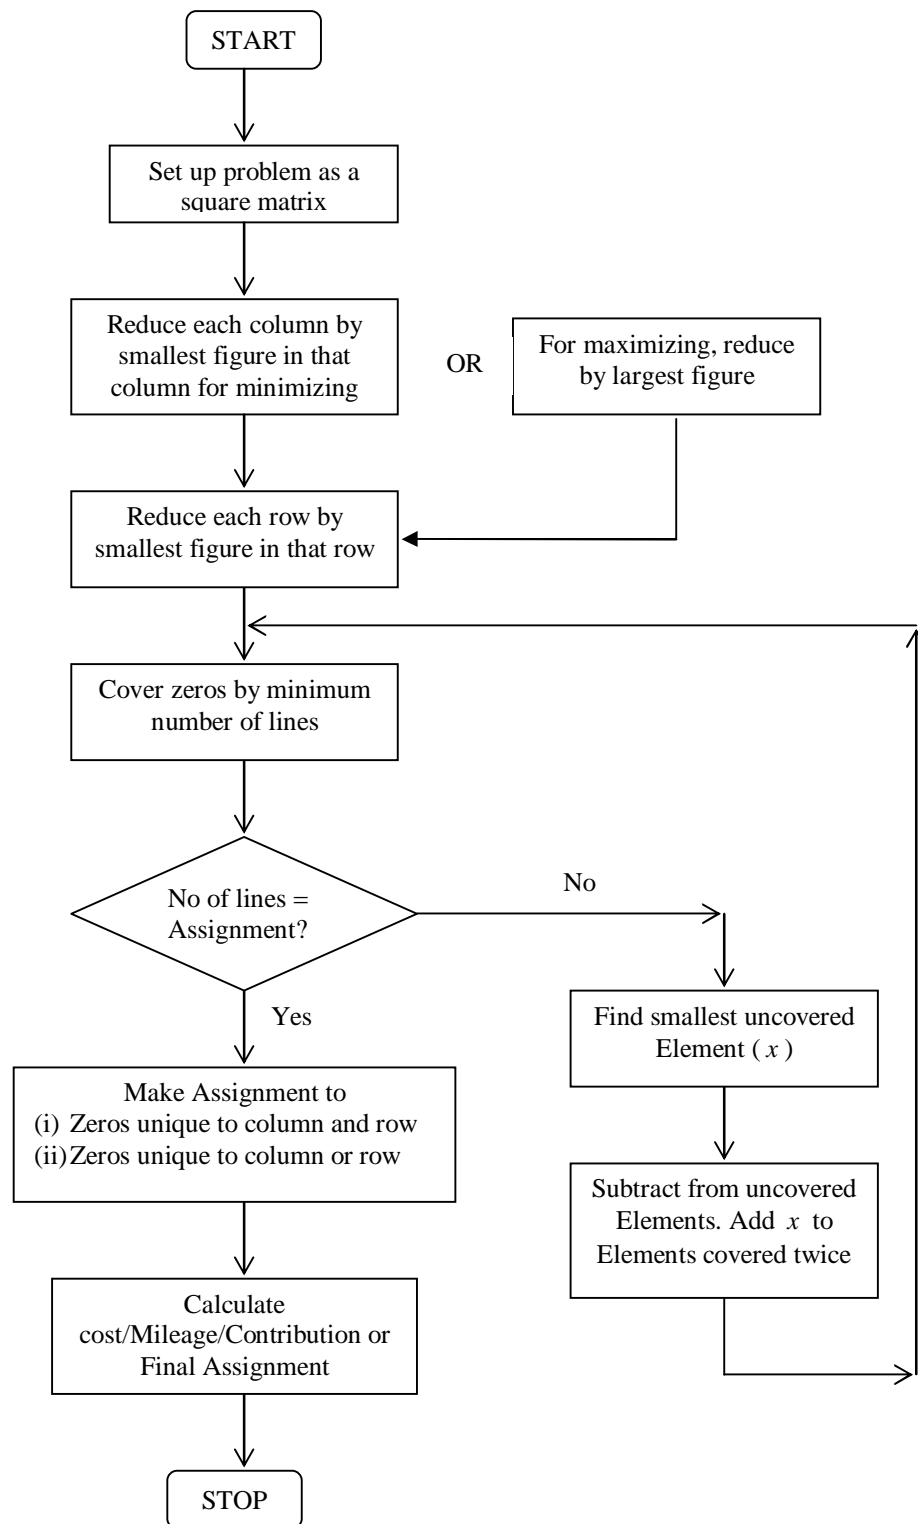 START
Set up problem as a
square matrix
Reduce each column by
smallest figure in that
column for minimizing
OR
For maximizing, reduce
by largest figure
Reduce each row by
smallest figure in that row
Cover zeros by minimum
number of lines
No of lines =
Assignment?
No
Yes
Find smallest uncovered
Element ( x )
Make Assignment to
(i) Zeros unique to column and row
(ii) Zeros unique to column or row
Subtract from uncovered
Elements. Add x to
Elements covered twice
Calculate
cost/Mileage/Contribution or
Final Assignment
STOP